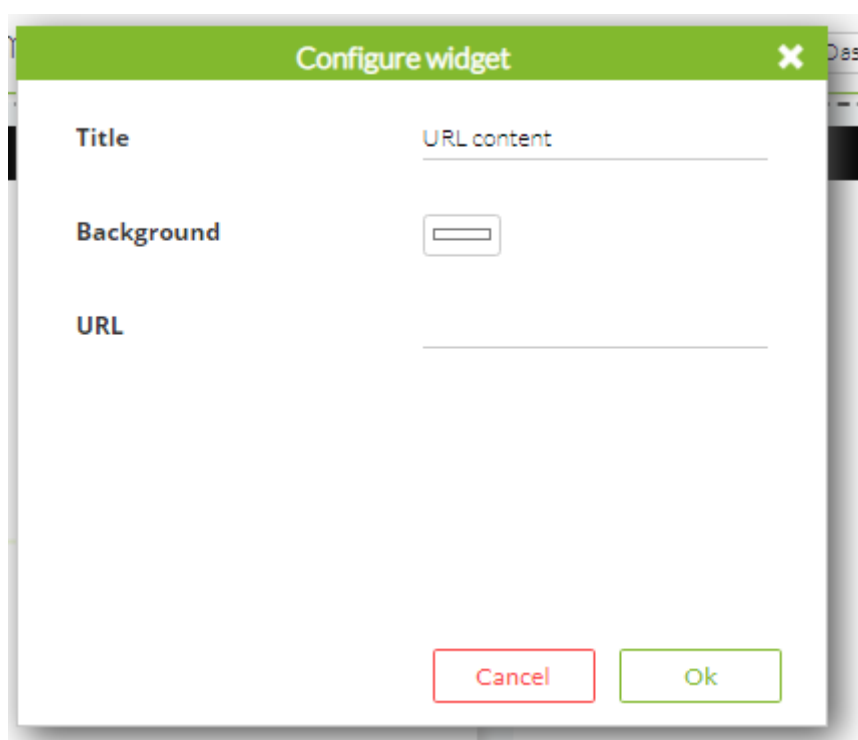 Configure widget
Title
URL content
Background
URL
Cancel
Ok